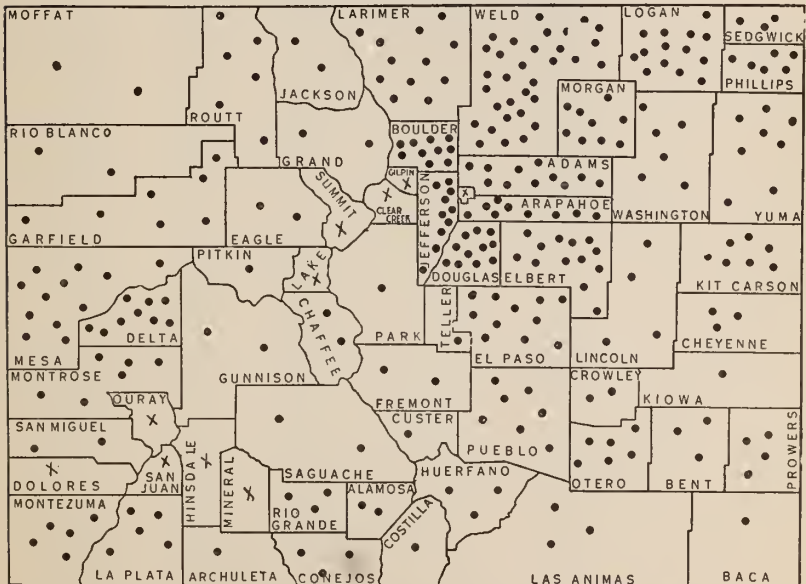 MOFFAT
LARIMER
WELD
LOGAN
SEDGWICK
PHILLIPS
JACKSON
MORGAN
ROUTT
RIO BLANCO
BOULDER
GRAND
GILPIN
ADAMS
SUMMIT
CLEAR
CREEK
JEFFERSON
ARAPAHOE
WASHINGTON
YUMA
GARFIELD
EAGLE
PITKIN
LAKE
DOUGLAS
ELBERT
KIT CARSON
CHAFFEE
TELLER
DELTA
PARK
CHEYENNE
MESA
EL PASO
LINCOLN
MONTROSE
GUNNISON
CROWLEY
OURAY
FREMONT
KIOWA
SAN MIGUEL
CUSTER
PUEBLO
PROWERS
HINSDALE
SAGUACHE
HUERFANO
DOLORES
SAN
JUAN
MINERAL
OTERO
BENT
MONTEZUMA
RIO
GRANDE
ALAMOSA
COSTILLA
LA PLATA
ARCHULETA
CONEJOS
LAS ANIMAS
BACA